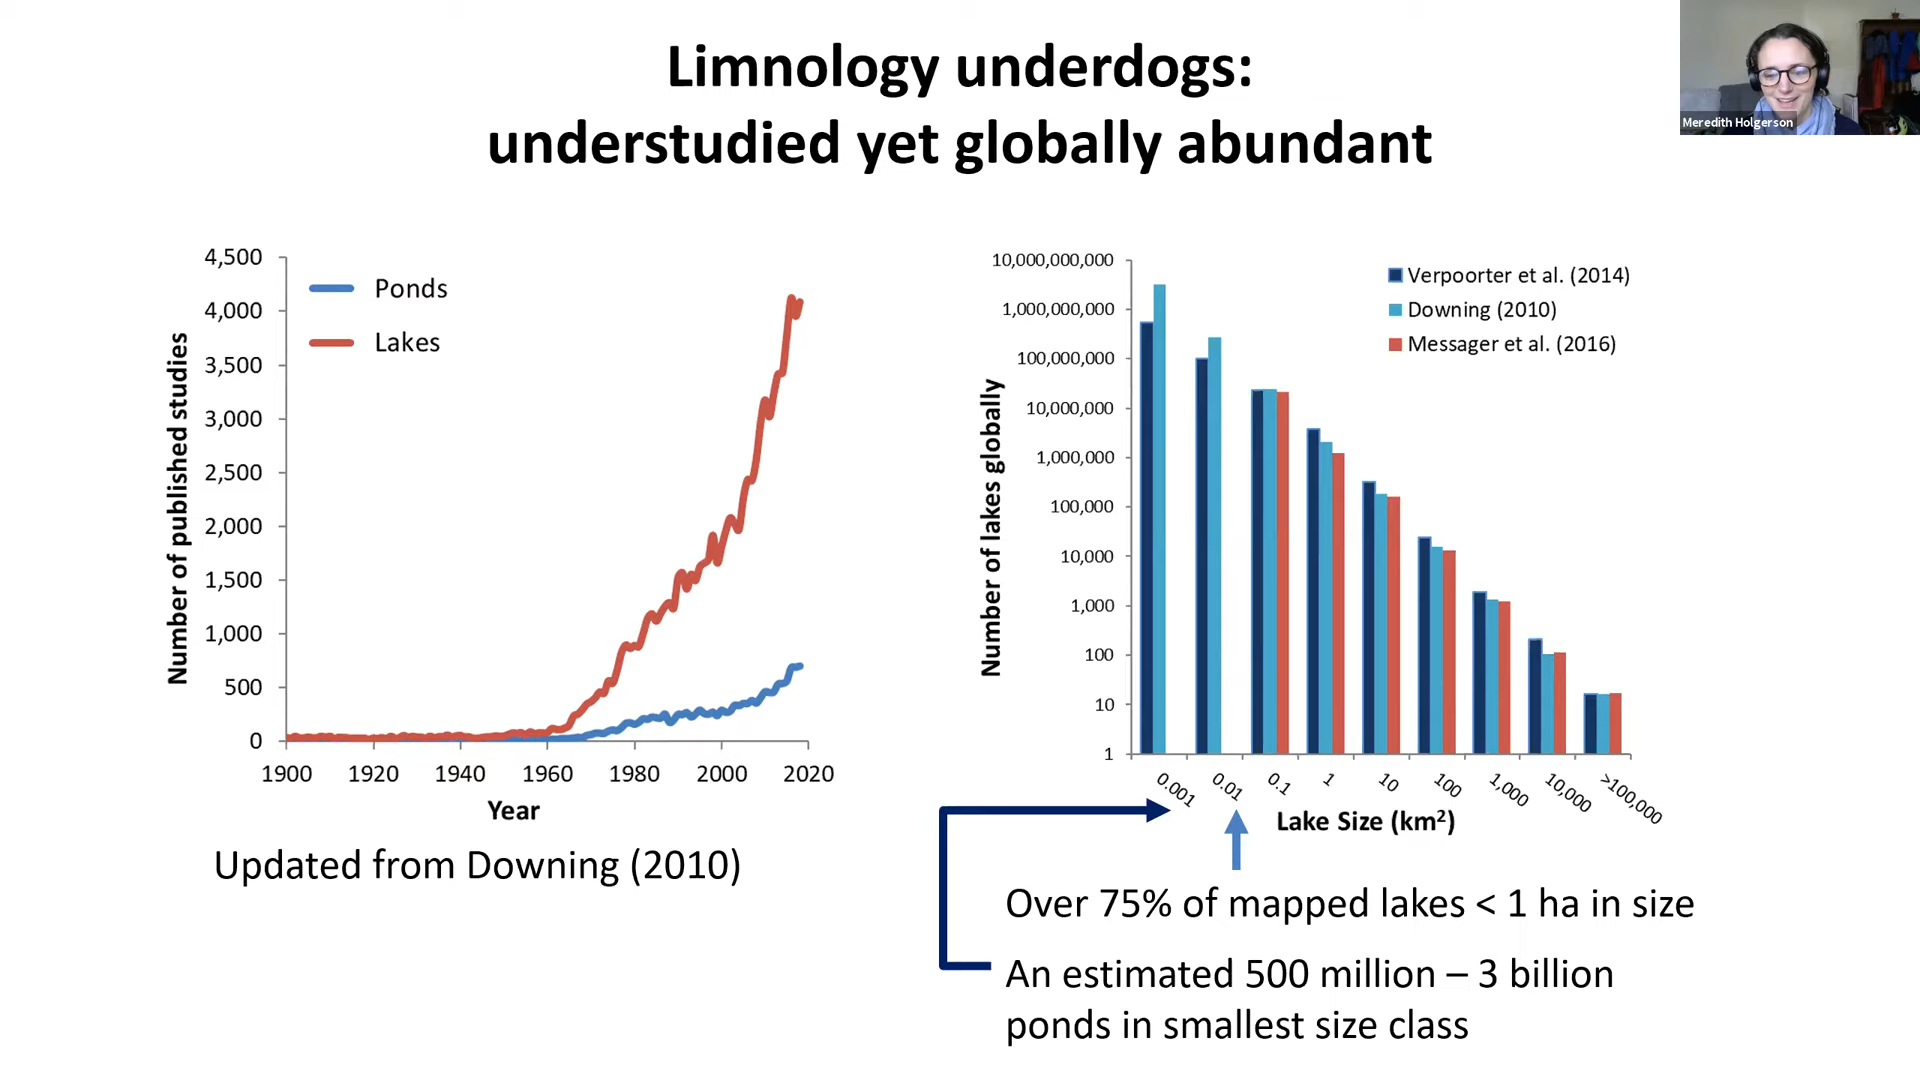 Limnology underdogs:
understudied yet globally abundant
Meredith Holgerson
Number of published studies
4,500
4,000
3,500
3,000
2,500
2,000
1,500
1,000
500
0
Ponds
Lakes
1900 1920 1940 1960 1980 2000 2020
Year
Updated from Downing (2010)
Number of lakes globally
10,000,000,000
1,000,000,000
100,000,000
10,000,000
1,000,000
100,000
10,000
1,000
100
10
1
Verpoorter et al. (2014)
Downing (2010)
Messager et al. (2016)
0.001 0.01 0.1 1 10 100 1,000 10,000 >100,000
Lake Size (km²)
Over 75% of mapped lakes < 1 ha in size
An estimated 500 million – 3 billion
ponds in smallest size class